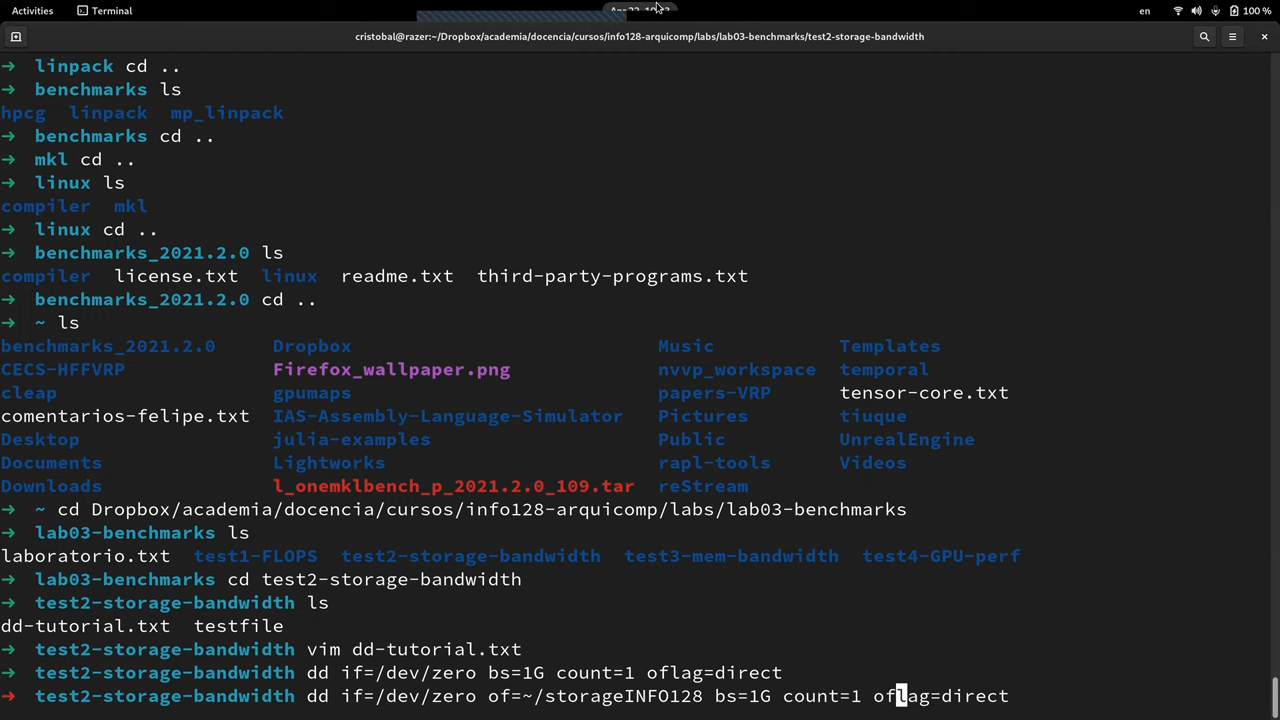 Activities Terminal en 100 %
cristobal@razer:~/Dropbox/academia/docencia/cursos/info128-arquicomp/labs/lab03-benchmarks/test2-storage-bandwidth
→ linpack cd ..
→ benchmarks ls
hpcg linpack mp_linpack
→ benchmarks cd ..
→ mkl cd ..
→ linux ls
compiler mkl
→ linux cd ..
→ benchmarks_2021.2.0 ls
compiler license.txt linux readme.txt third-party-programs.txt
→ benchmarks_2021.2.0 cd ..
→ ~ ls
benchmarks_2021.2.0 Dropbox Music Templates
CECS-HFFVRP Firefox_wallpaper.png nvvp_workspace temporal
cleap gpumaps papers-VRP tensor-core.txt
comentarios-felipe.txt IAS-Assembly-Language-Simulator Pictures tiuque
Desktop julia-examples Public UnrealEngine
Documents Lightworks rapl-tools Videos
Downloads l_onemklbench_p_2021.2.0_109.tar reStream
→ ~ cd Dropbox/academia/docencia/cursos/info128-arquicomp/labs/lab03-benchmarks
→ lab03-benchmarks ls
laboratorio.txt test1-FLOPS test2-storage-bandwidth test3-mem-bandwidth test4-GPU-perf
→ lab03-benchmarks cd test2-storage-bandwidth
→ test2-storage-bandwidth ls
dd-tutorial.txt testfile
→ test2-storage-bandwidth vim dd-tutorial.txt
→ test2-storage-bandwidth dd if=/dev/zero bs=1G count=1 oflag=direct
→ test2-storage-bandwidth dd if=/dev/zero of=~/storageINFO128 bs=1G count=1 oflag=direct